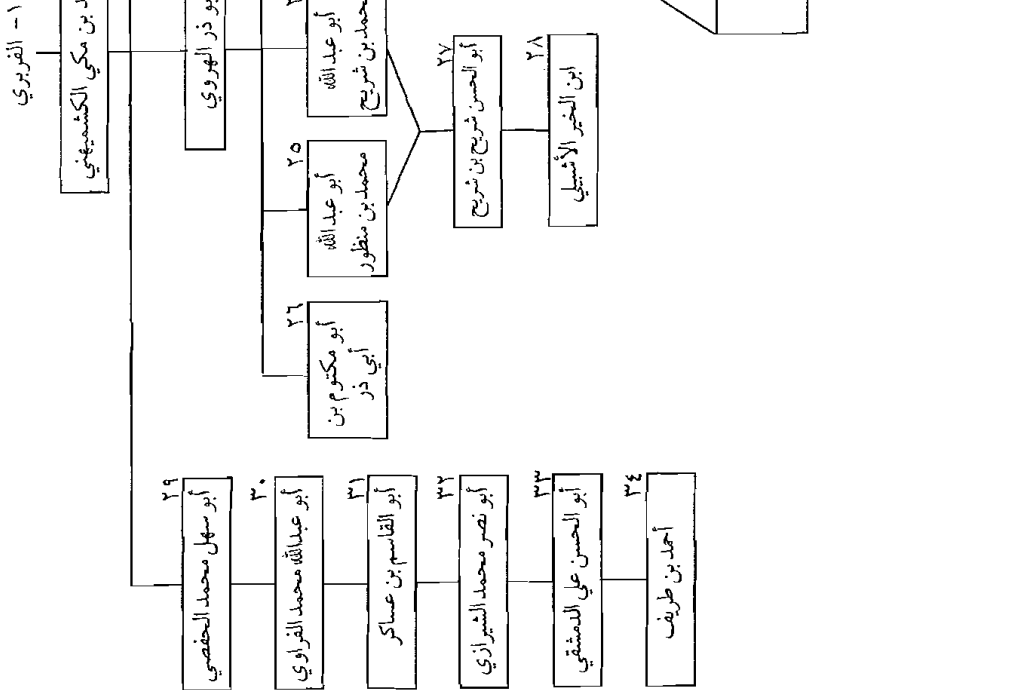 ١ - الفربري
بن مكي الكشميهني
ذر الهروي
أبو عبد الله
محمد بن شريح
٢٥
أبو عبد الله
محمد بن منظور
٢٦
أبو مكتوم بن
أبي ذر
٢٧
أبو الحسن شريح بن شريح
٢٨
ابن الخير الأشبيلي
٢٩
أبو سهل محمد الحفصي
٣٠
أبو عبدالله محمد الفراوي
٣١
أبو القاسم بن عساكر
٣٢
أبو نصر محمد الشيرازي
٣٣
أبو الحسن علي الدمشقي
٣٤
أحمد بن طريف